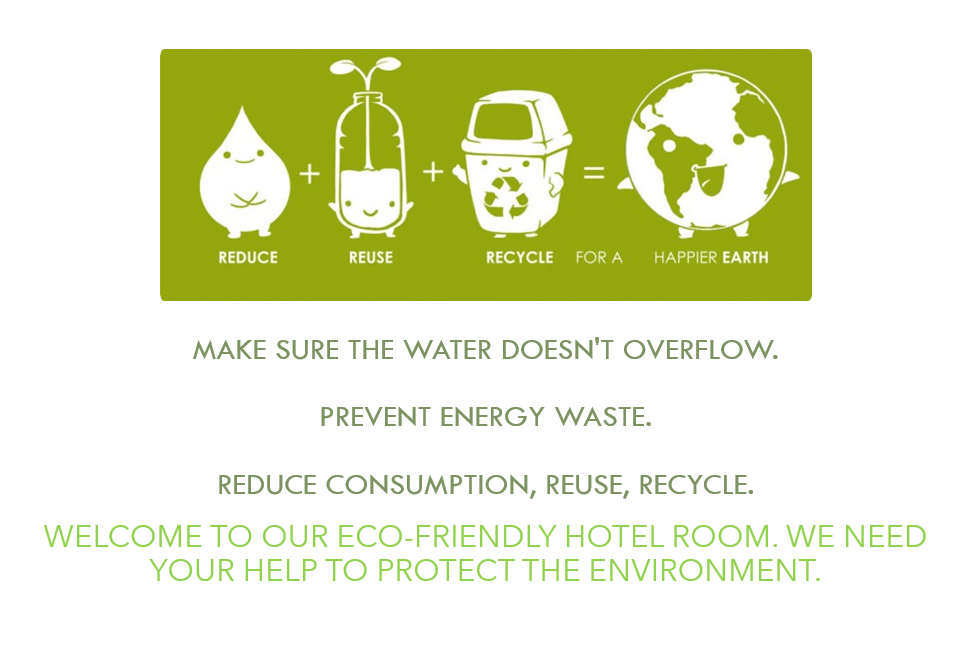 + + =
REDUCE REUSE RECYCLE FOR A HAPPIER EARTH
MAKE SURE THE WATER DOESN'T OVERFLOW.
PREVENT ENERGY WASTE.
REDUCE CONSUMPTION, REUSE, RECYCLE.
WELCOME TO OUR ECO-FRIENDLY HOTEL ROOM. WE NEED
YOUR HELP TO PROTECT THE ENVIRONMENT.